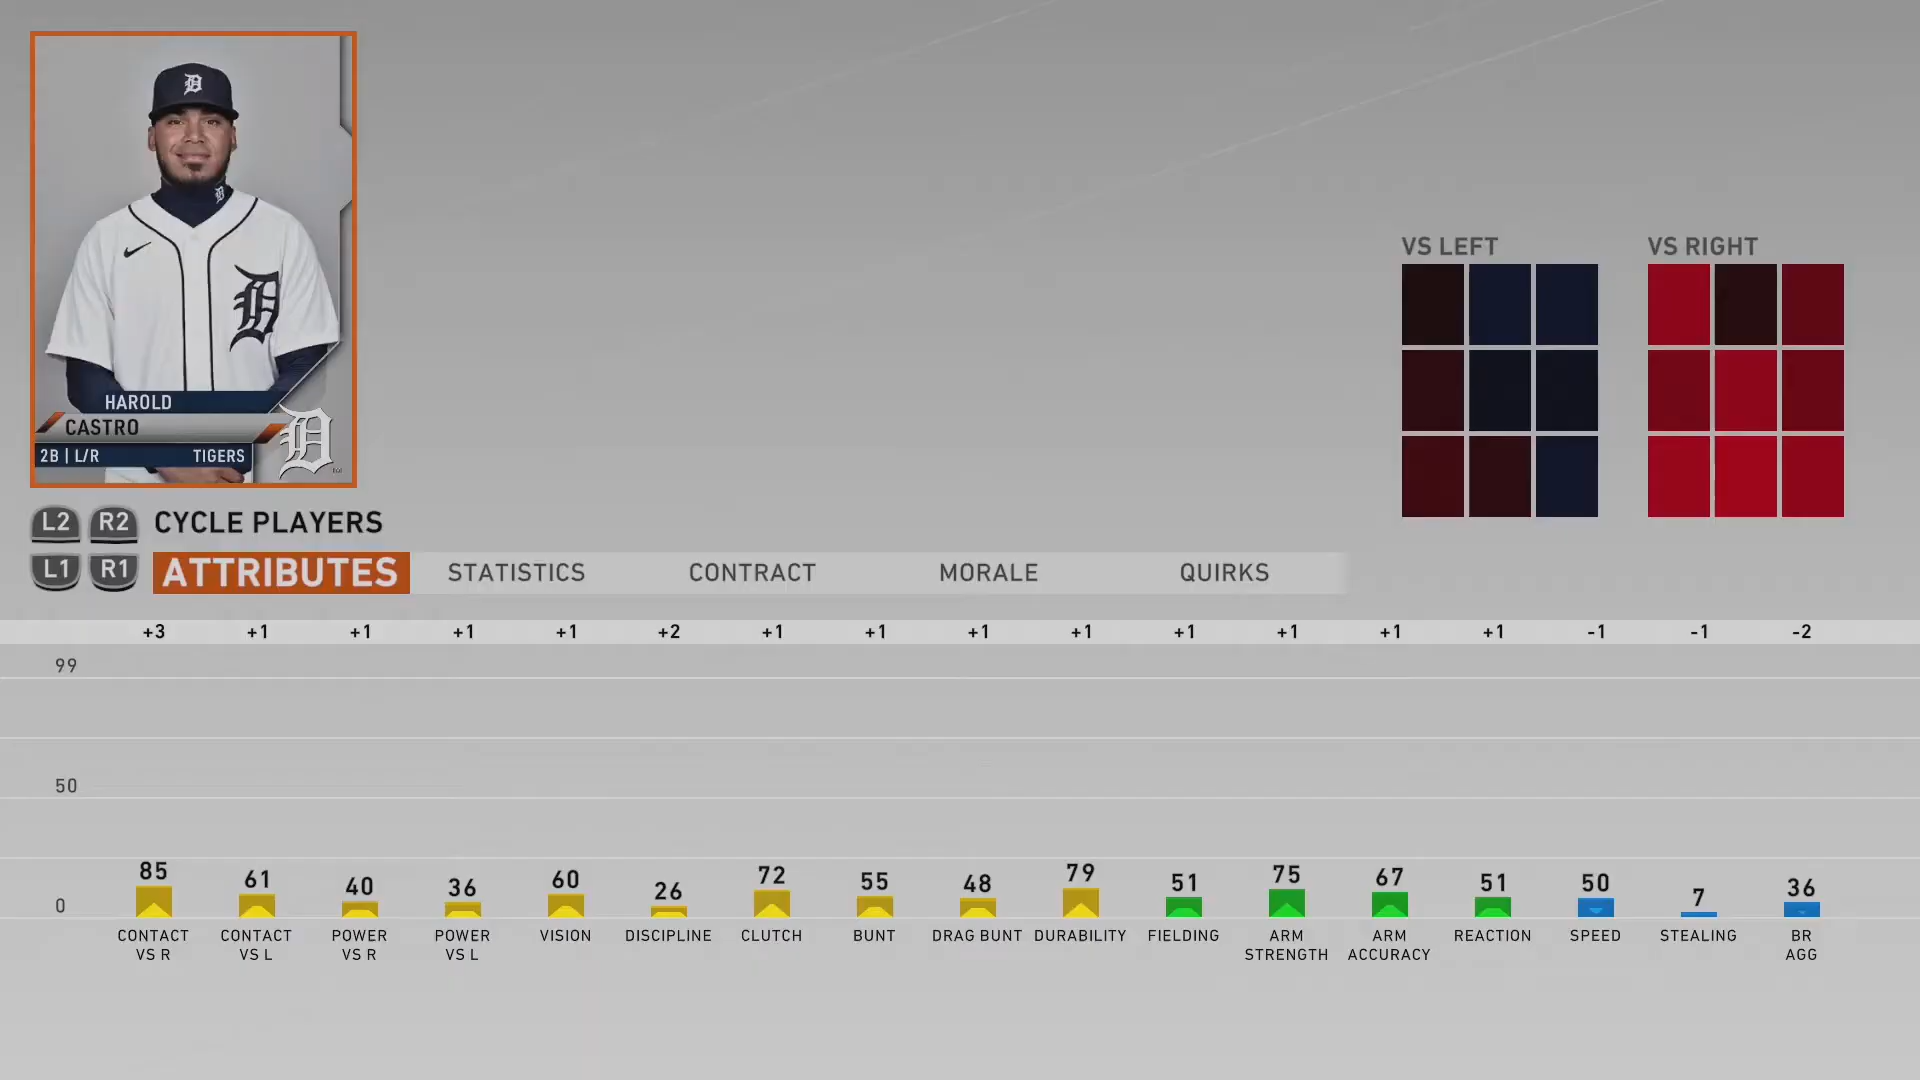 HAROLD
CASTRO
2B | L/R TIGERS
VS LEFT VS RIGHT
L2 R2 CYCLE PLAYERS
L1 R1 ATTRIBUTES STATISTICS CONTRACT MORALE QUIRKS
+3 +1 +1 +1 +1 +2 +1 +1 +1 +1 +1 +1 +1 +1 -1 -1 -2
99
50
85 61 40 36 60 26 72 55 48 79 51 75 67 51 50 7 36
0
CONTACT CONTACT POWER POWER VISION DISCIPLINE CLUTCH BUNT DRAG BUNT DURABILITY FIELDING ARM ARM REACTION SPEED STEALING BR
VS R VS L VS R VS L STRENGTH ACCURACY AGG